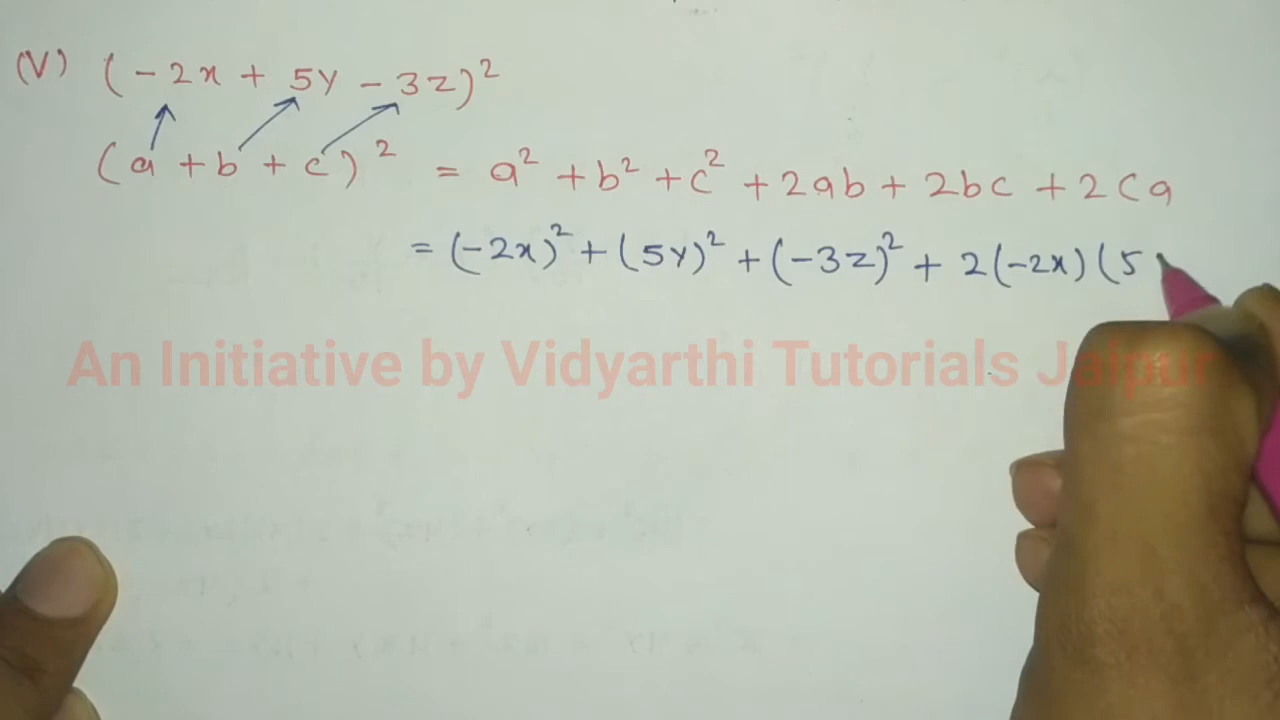 (V) (-2x + 5y - 3z)²
(a + b + c)² = a² + b² + c² + 2ab + 2bc + 2ca
= (-2x)² + (5y)² + (-3z)² + 2(-2x)(5
An Initiative by Vidyarthi Tutorials Jaipur